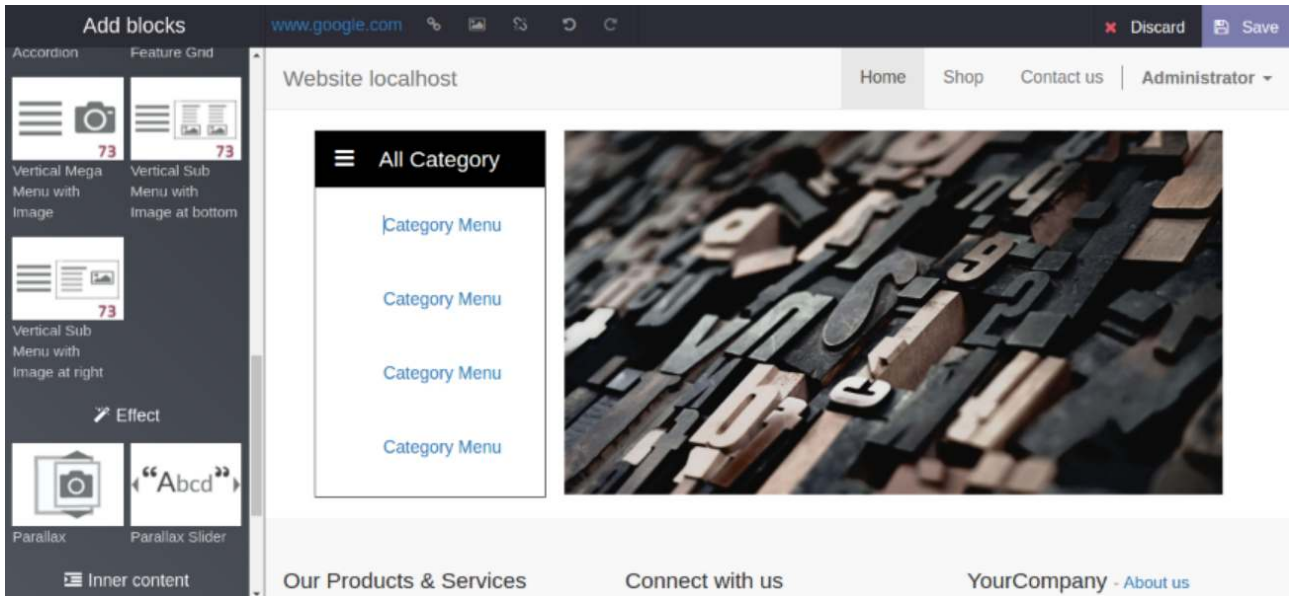 Add blocks
www.google.com
Discard
Save
Accordion
Feature Grid
73
73
Vertical Mega
Menu with
Image
Vertical Sub
Menu with
Image at bottom
73
Vertical Sub
Menu with
Image at right
Effect
“Abcd”
Parallax
Parallax Slider
Inner content
Website localhost
Home
Shop
Contact us
Administrator
All Category
Category Menu
Category Menu
Category Menu
Category Menu
Our Products & Services
Connect with us
YourCompany - About us